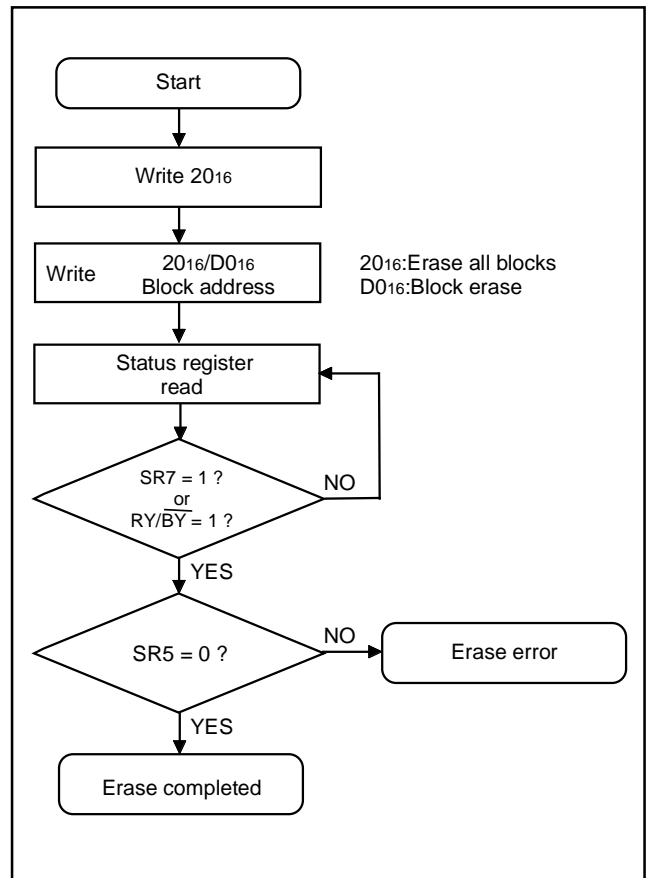 Start
Write 20₁₆
Write 20₁₆/D0₁₆
Block address
20₁₆:Erase all blocks
D0₁₆:Block erase
Status register
read
SR7 = 1 ?
or
RY/B̅Y̅ = 1 ?
NO
YES
SR5 = 0 ?
NO
Erase error
YES
Erase completed